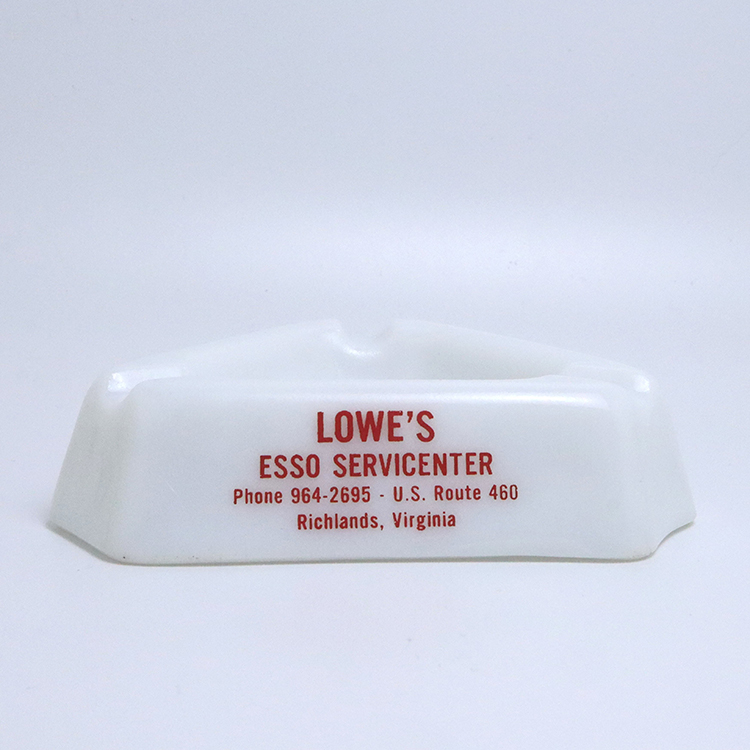 LOWE'S
ESSO SERVICENTER
Phone 964-2695 - U.S. Route 460
Richlands, Virginia